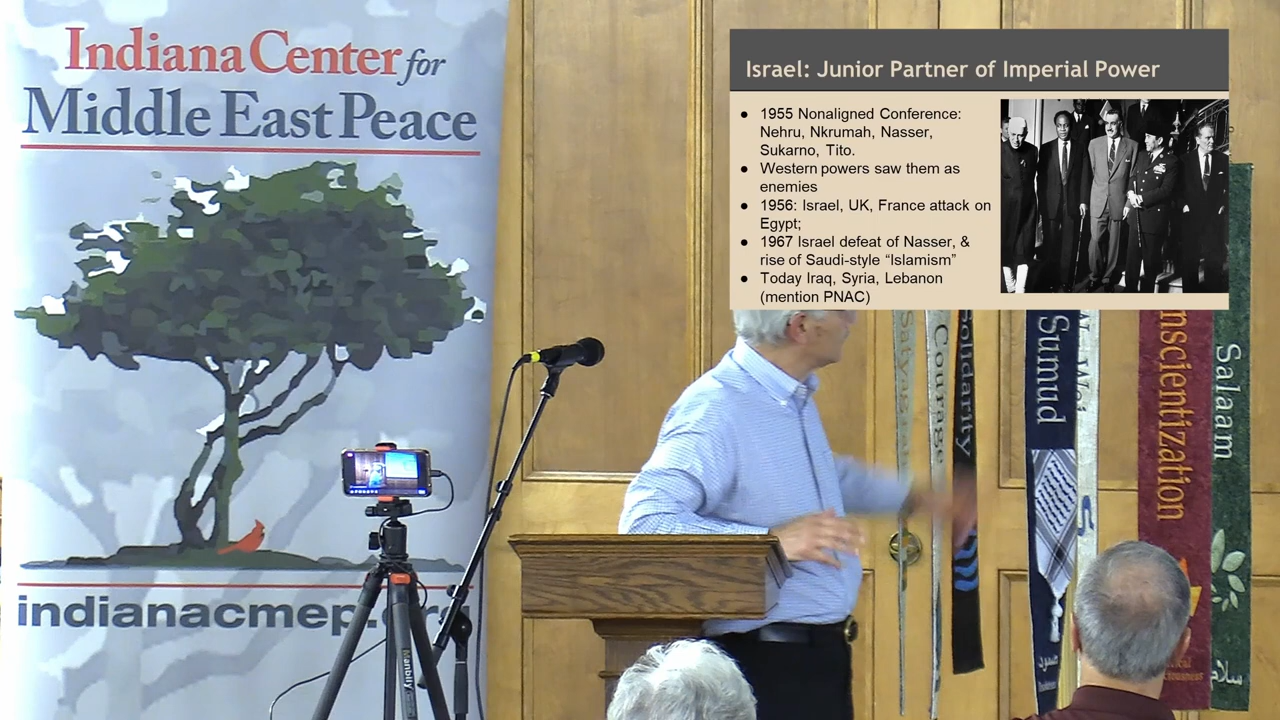 Indiana Center for
Middle East Peace
indianacmep.org
Israel: Junior Partner of Imperial Power
● 1955 Nonaligned Conference:
Nehru, Nkrumah, Nasser,
Sukarno, Tito.
● Western powers saw them as
enemies
● 1956: Israel, UK, France attack on
Egypt;
● 1967 Israel defeat of Nasser, &
rise of Saudi-style “Islamism”
● Today Iraq, Syria, Lebanon
(mention PNAC)
Courage
Solidarity
Sumud
nscientization
Salaam
سلام